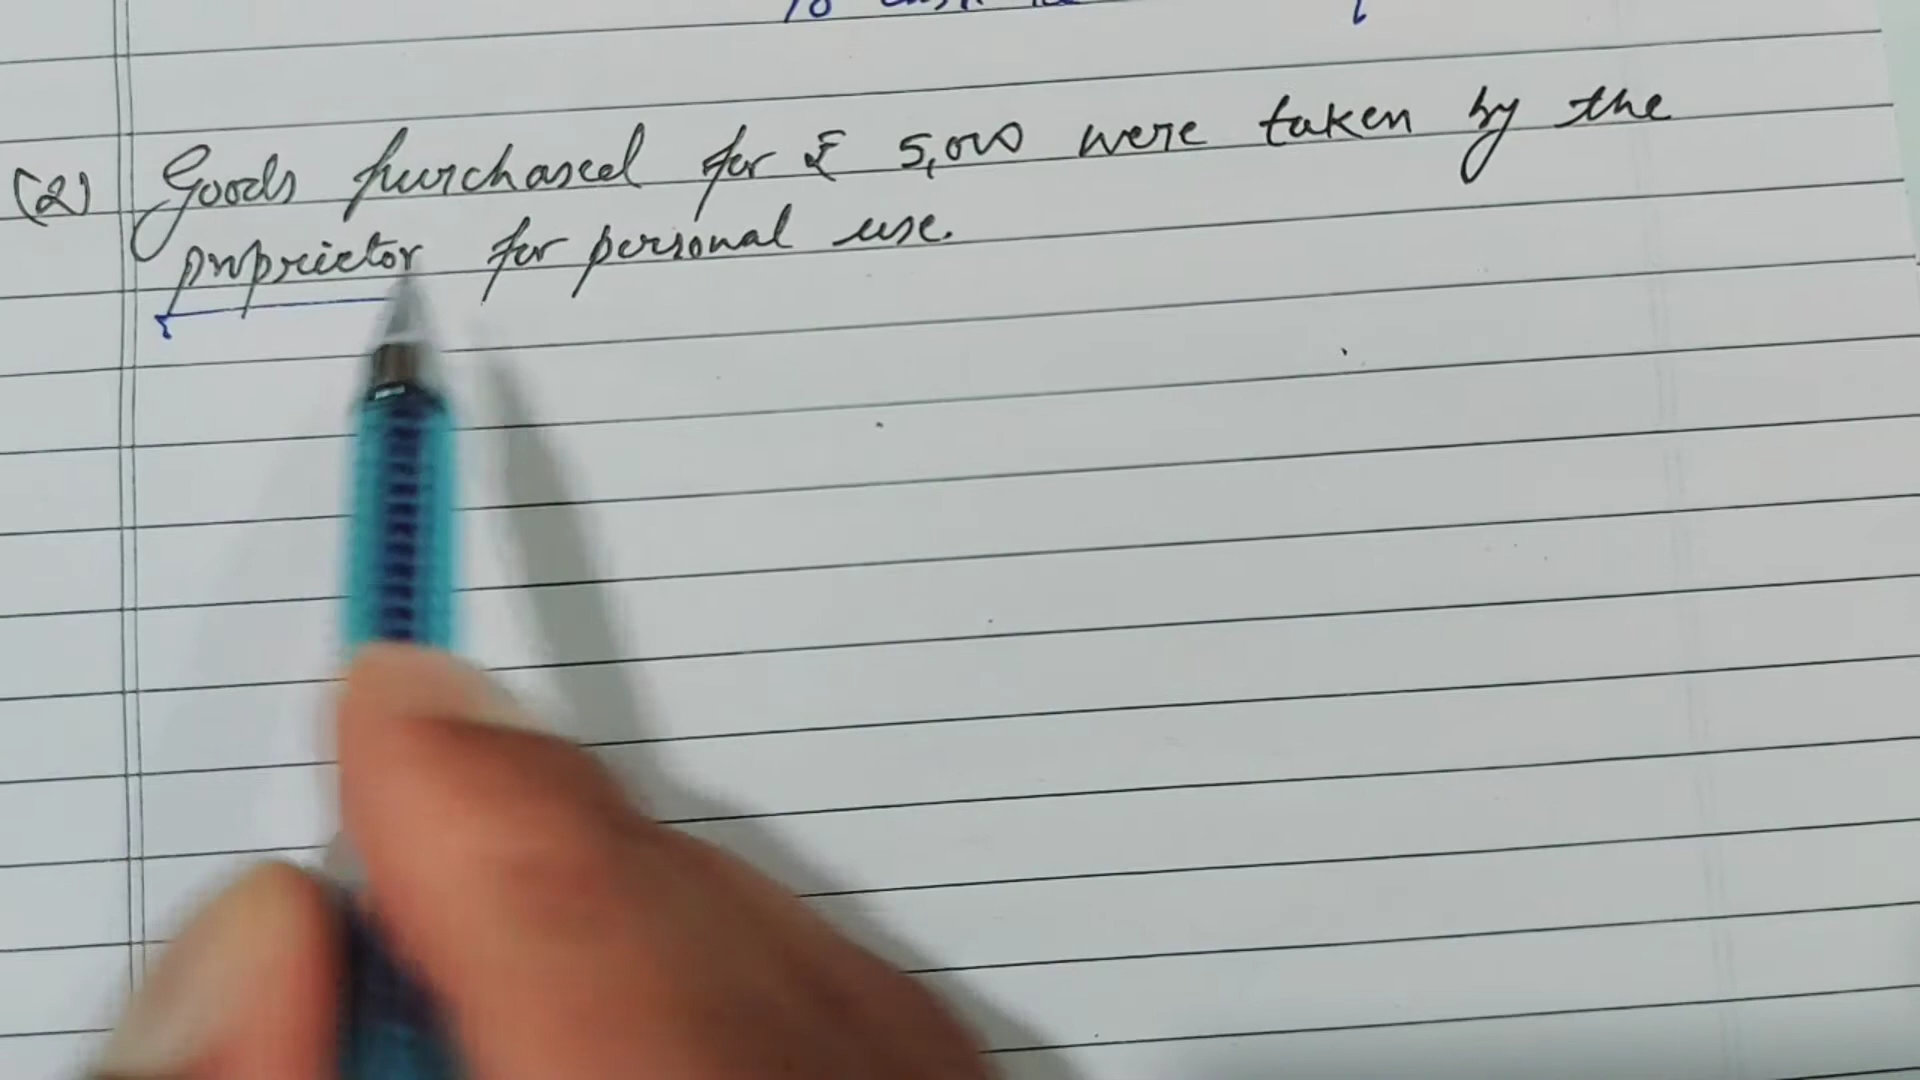 (2) Goods purchased for ₹ 5,000 were taken by the
proprietor for personal use.